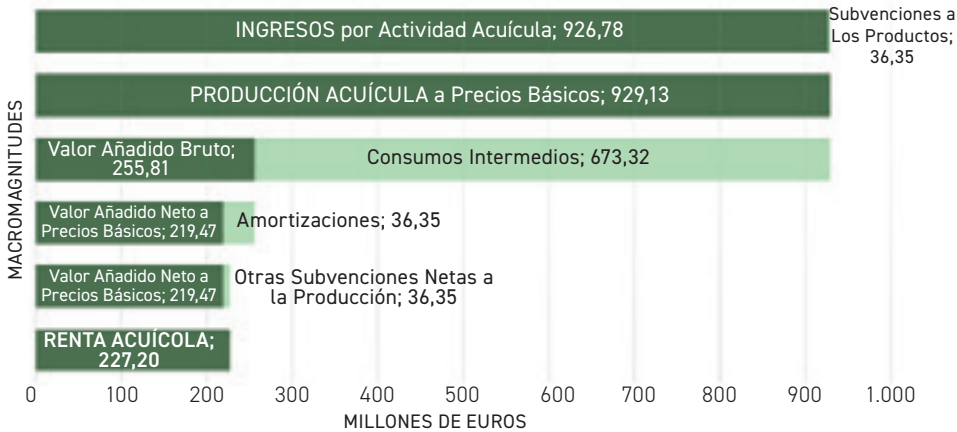 INGRESOS por Actividad Acuícula; 926,78
Subvenciones a
Los Productos;
36,35
PRODUCCIÓN ACUÍCULA a Precios Básicos; 929,13
Valor Añadido Bruto;
255,81
Consumos Intermedios; 673,32
Valor Añadido Neto a
Precios Básicos; 219,47
Amortizaciones; 36,35
Valor Añadido Neto a
Precios Básicos; 219,47
Otras Subvenciones Netas a
la Producción; 36,35
RENTA ACUÍCOLA;
227,20
MACROMAGNITUDES
0 100 200 300 400 500 600 700 800 900 1.000
MILLONES DE EUROS